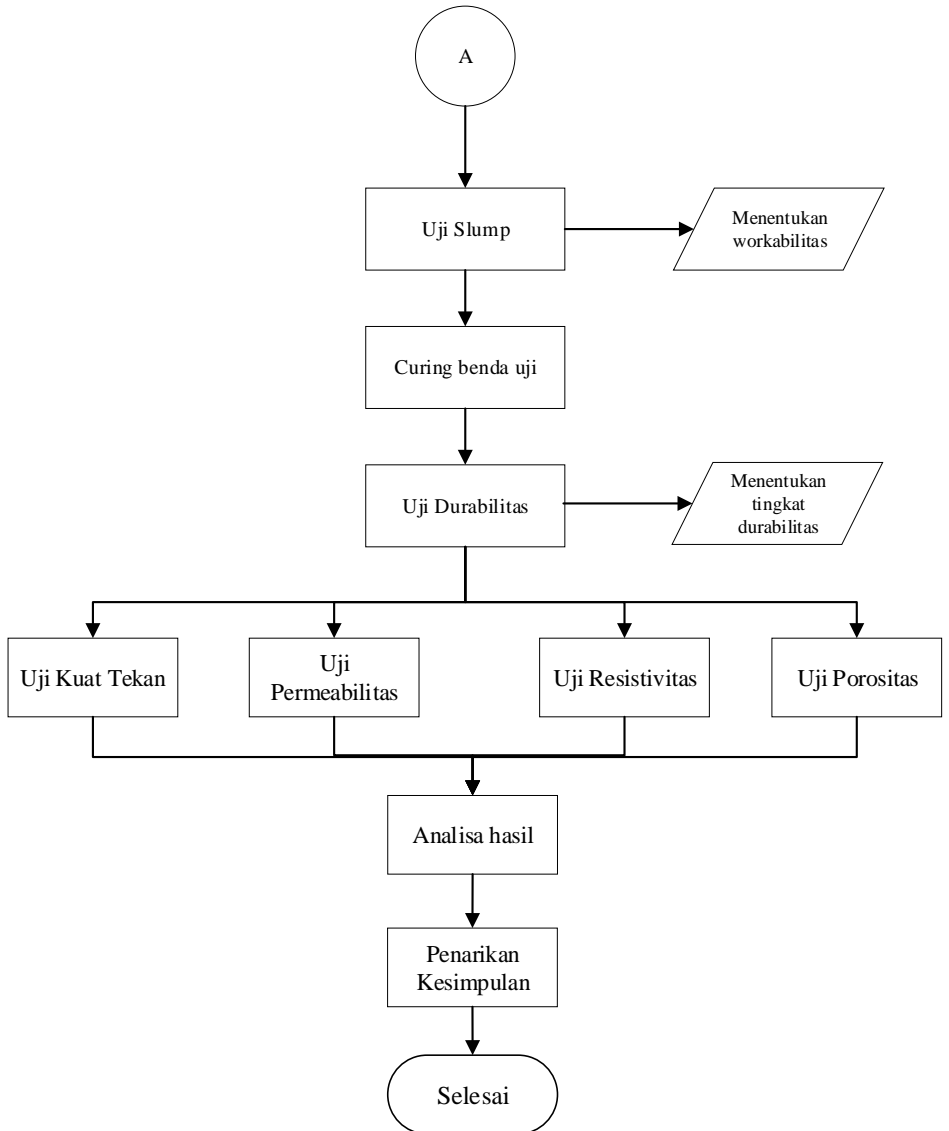 A
Uji Slump
Menentukan
workabilitas
Curing benda uji
Uji Durabilitas
Menentukan
tingkat
durabilitas
Uji Kuat Tekan
Uji
Permeabilitas
Uji Resistivitas
Uji Porositas
Analisa hasil
Penarikan
Kesimpulan
Selesai